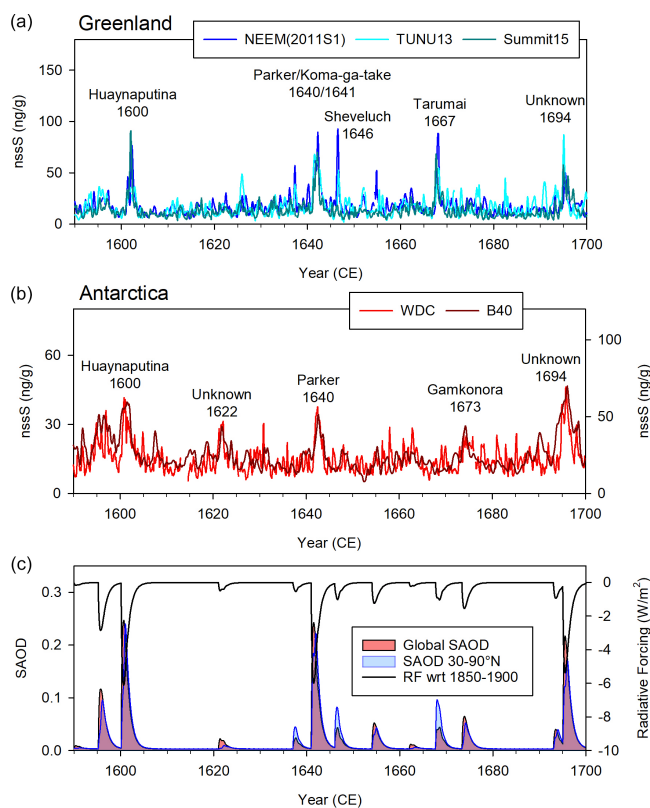 (a) Greenland
NEEM(2011S1) TUNU13 Summit15
150
100
50
0
nssS (ng/g)
Huaynaputina
1600
Parker/Koma-ga-take
1640/1641
Sheveluch
1646
Tarumai
1667
Unknown
1694
1600 1620 1640 1660 1680 1700
Year (CE)
(b) Antarctica
WDC B40
60
30
0
nssS (ng/g)
100
50
0
nssS (ng/g)
Huaynaputina
1600
Unknown
1622
Parker
1640
Gamkonora
1673
Unknown
1694
1600 1620 1640 1660 1680 1700
Year (CE)
(c)
0.3
0.2
0.1
0.0
SAOD
0
-2
-4
-6
-8
-10
Radiative Forcing (W/m²)
Global SAOD
SAOD 30-90°N
RF wrt 1850-1900
1600 1620 1640 1660 1680 1700
Year (CE)